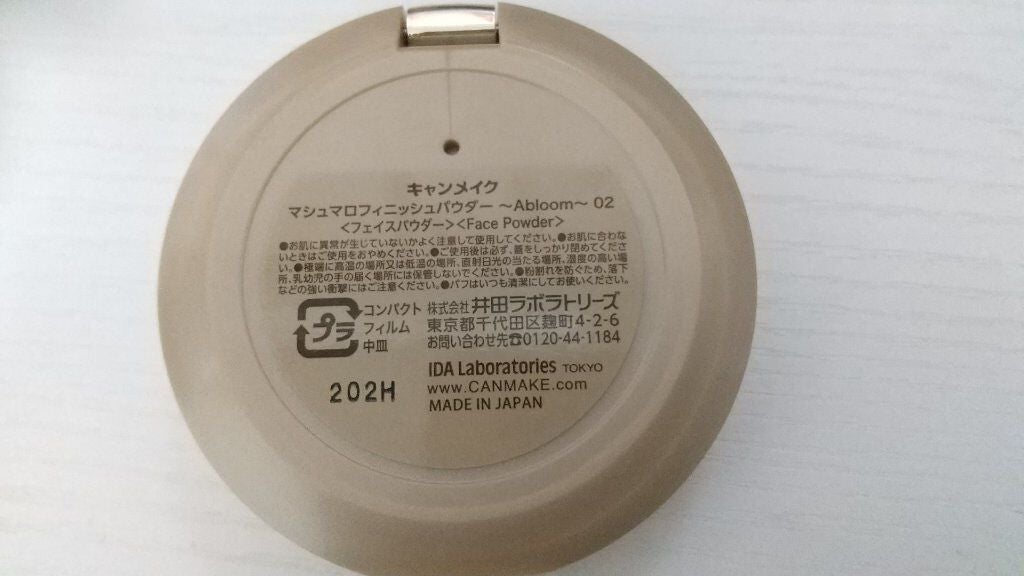 キャンメイク
マシュマロフィニッシュパウダー ～Abloom～ 02
<フェイスパウダー><Face Powder>
●お肌に異常が生じていないかよく注意して使用してください。●お肌に合わな
いときはご使用をおやめください。●ご使用後は必ず、蓋をしっかり閉めてくださ
い。●極端に高温の場所又は低温の場所、直射日光の当たる場所、湿度の高い場
所、乳幼児の手の届く場所には保管しないでください。●粉割れを防ぐため、落下
などの強い衝撃にはご注意ください。●パフはいつも清潔にしてお使いください。
プラ
コンパクト
フィルム
中皿
株式会社 井田ラボラトリーズ
東京都千代田区麹町4-2-6
お問い合わせ先☎0120-44-1184
IDA Laboratories TOKYO
www.CANMAKE.com
MADE IN JAPAN
202H